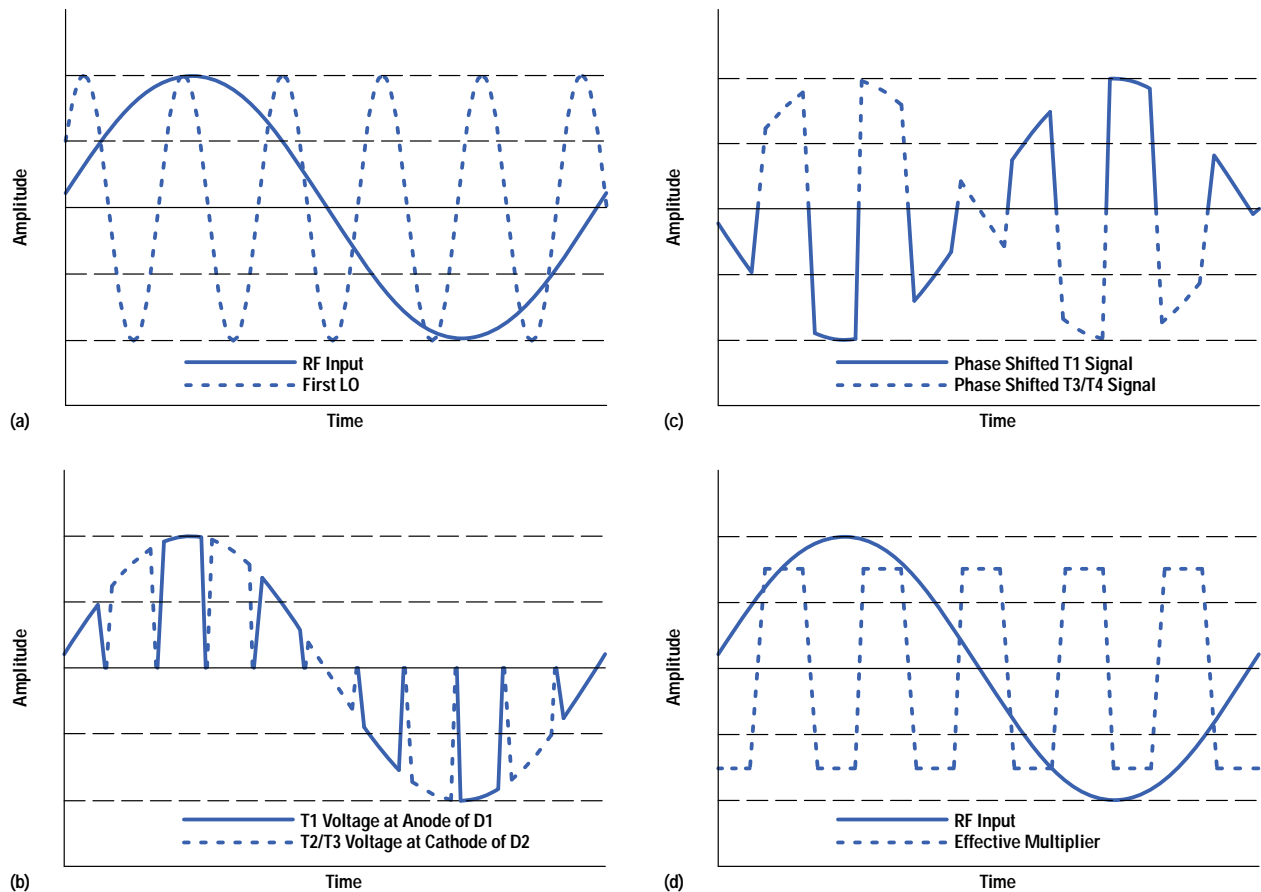 Amplitude
RF Input
First LO
(a)
Time
Amplitude
Phase Shifted T1 Signal
Phase Shifted T3/T4 Signal
(c)
Time
Amplitude
T1 Voltage at Anode of D1
T2/T3 Voltage at Cathode of D2
(b)
Time
Amplitude
RF Input
Effective Multiplier
(d)
Time